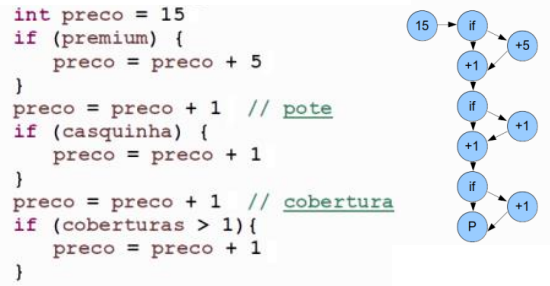 int preco = 15
if (premium) {
    preco = preco + 5
}
preco = preco + 1  // pote
if (casquinha) {
    preco = preco + 1
}
preco = preco + 1  // cobertura
if (coberturas > 1){
    preco = preco + 1
}
15
if
+5
+1
if
+1
+1
if
+1
P